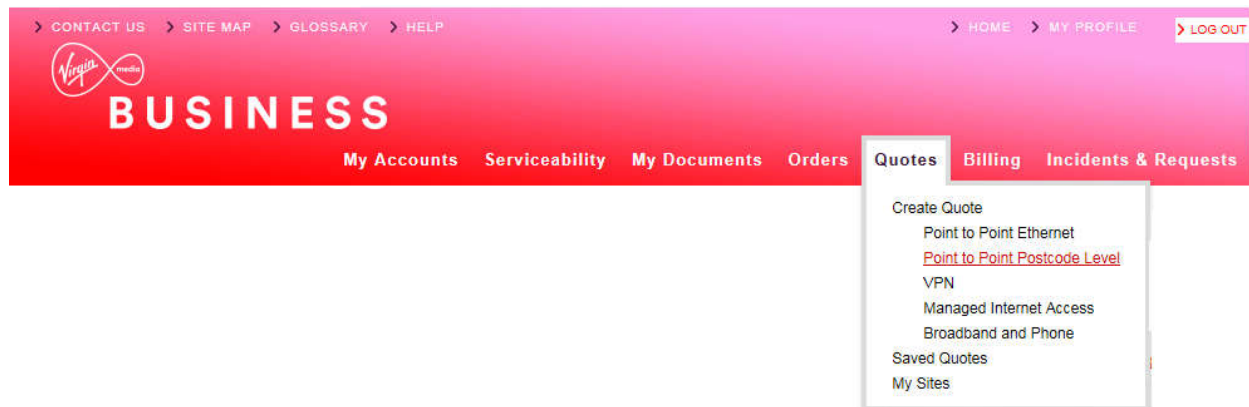 CONTACT US SITE MAP GLOSSARY HELP HOME MY PROFILE LOG OUT
Virgin media
BUSINESS
My Accounts Serviceability My Documents Orders Quotes Billing Incidents & Requests
Create Quote
Point to Point Ethernet
Point to Point Postcode Level
VPN
Managed Internet Access
Broadband and Phone
Saved Quotes
My Sites